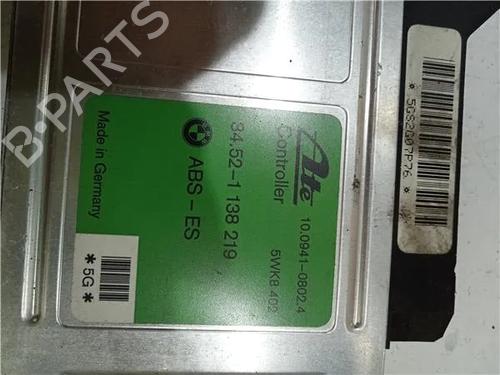 Ate
Controller
10.0941-0802.4
5WK8 402
34.52-1 138 219
ABS-ES
Made in Germany
* 5G *
* 5GS2G07P76 *
B-PARTS